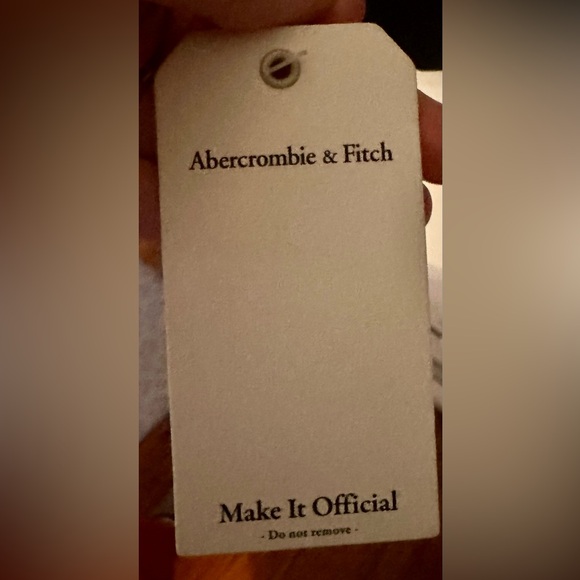 Abercrombie & Fitch
Make It Official
- Do not remove -